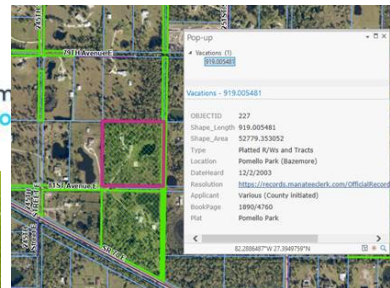 Pop-up
Vacations (1)
919.005481
Vacations - 919.005481
OBJECTID 227
Shape_Length 919.005481
Shape_Area 52779.353052
Type Platted R/Ws and Tracts
Location Pomello Park (Bazemore)
DateHeard 12/2/2003
Resolution https://records.manateeclerk.com/OfficialRecord
Applicant Various (County initiated)
BookPage 1890/4760
Plat Pomello Park
82.2886487°W 27.3949759°N
79TH Avenue E
81ST Avenue E